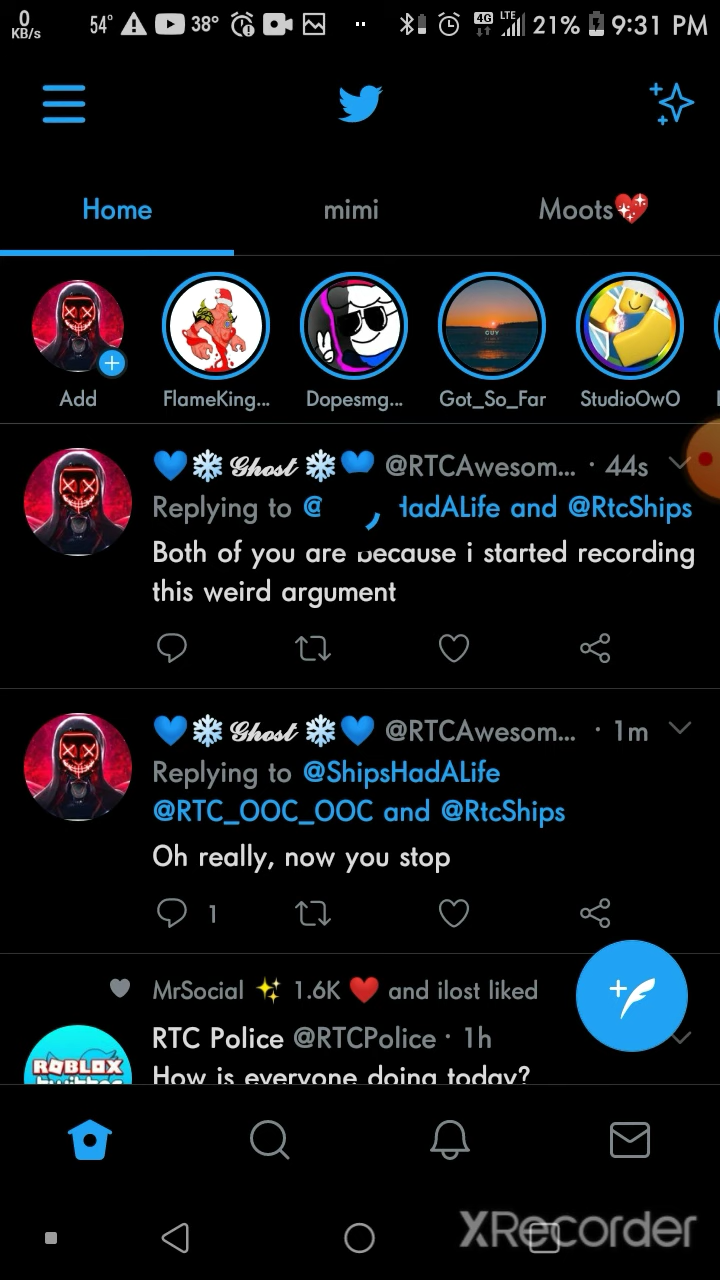 0
KB/s
54° 38° 4G LTE 21% 9:31 PM
Home mimi Moots💖
Add FlameKing... Dopesmg... Got_So_Far StudioOwO
💙❄️𝓖𝓱𝓸𝓼𝓽❄️💙 @RTCAwesom... · 44s
Replying to @ HadALife and @RtcShips
Both of you are because i started recording
this weird argument
💙❄️𝓖𝓱𝓸𝓼𝓽❄️💙 @RTCAwesom... · 1m
Replying to @ShipsHadALife
@RTC_OOC_OOC and @RtcShips
Oh really, now you stop
1
MrSocial ✨ 1.6K ❤️ and ilost liked
RTC Police @RTCPolice · 1h
ROBLOX
twitter
How is everyone doing today?
XRecorder